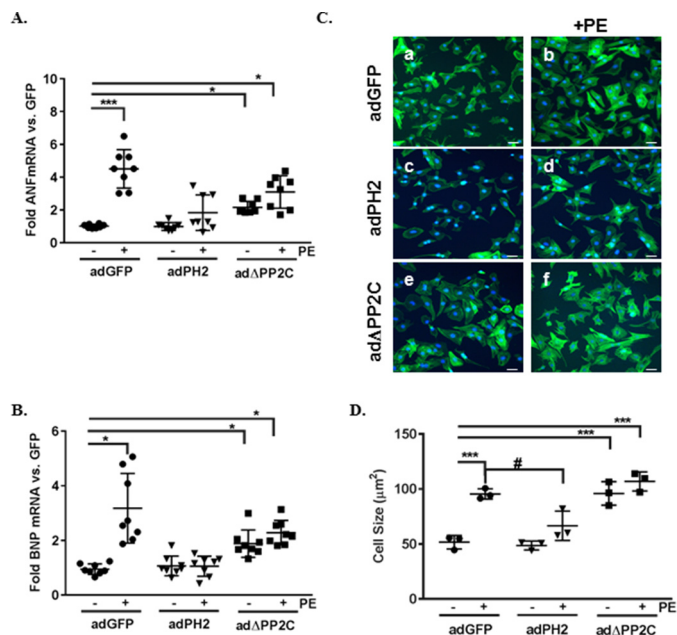 A.
Fold ANFmRNA vs. GFP
10
8
6
4
2
0
***
*
*
- + - + - + PE
adGFP adPH2 adΔPP2C
B.
Fold BNP mRNA vs. GFP
6
4
2
0
*
*
*
- + - + - + PE
adGFP adPH2 adΔPP2C
C.
+PE
adGFP
a b
adPH2
c d
adΔPP2C
e f
D.
Cell Size (µm²)
150
100
50
0
***
#
***
***
- + - + - + PE
adGFP adPH2 adΔPP2C